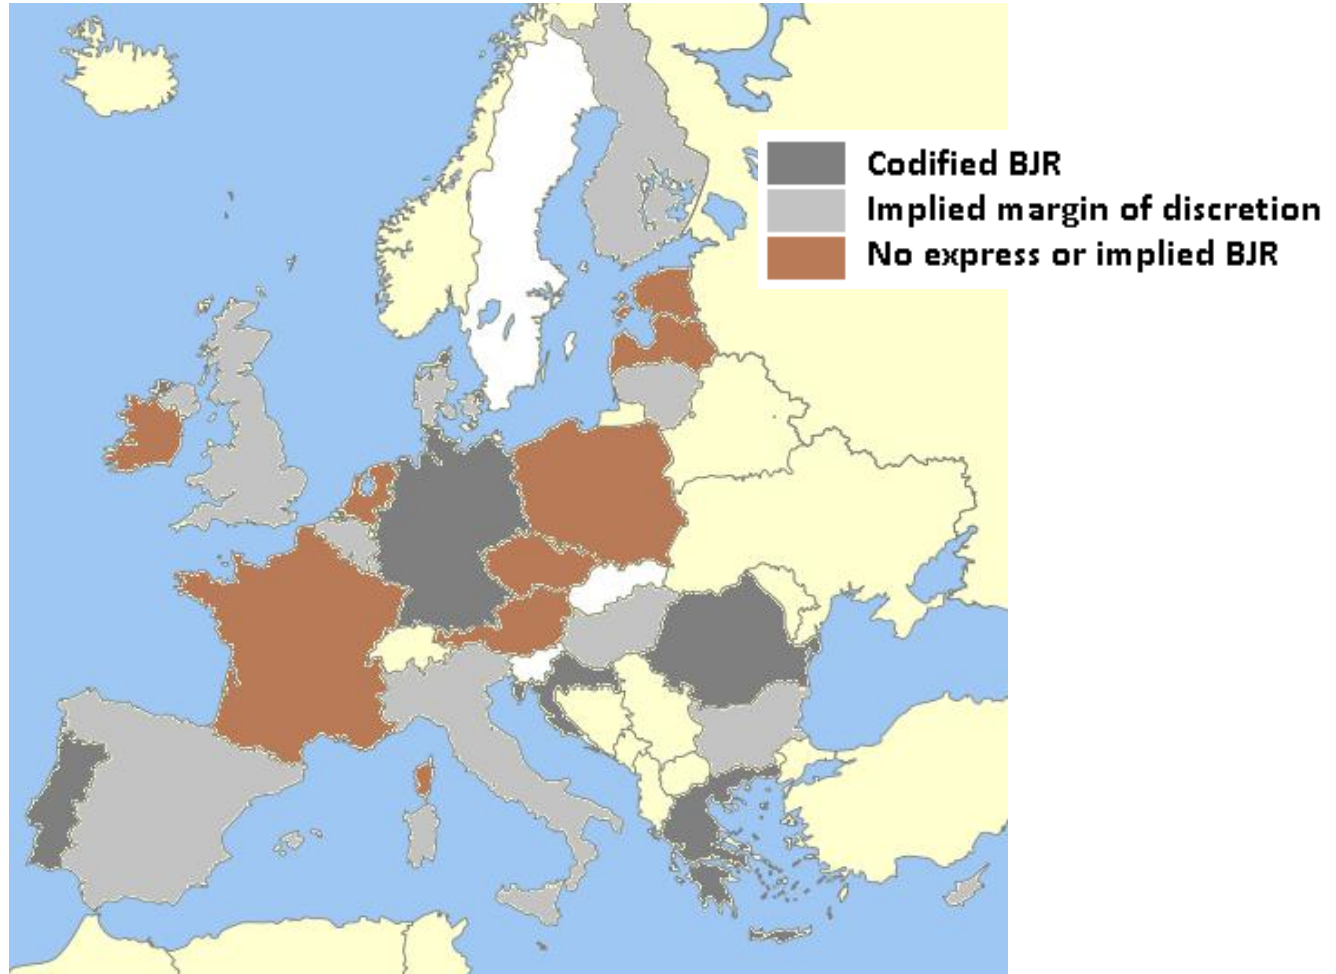 Codified BJR
Implied margin of discretion
No express or implied BJR